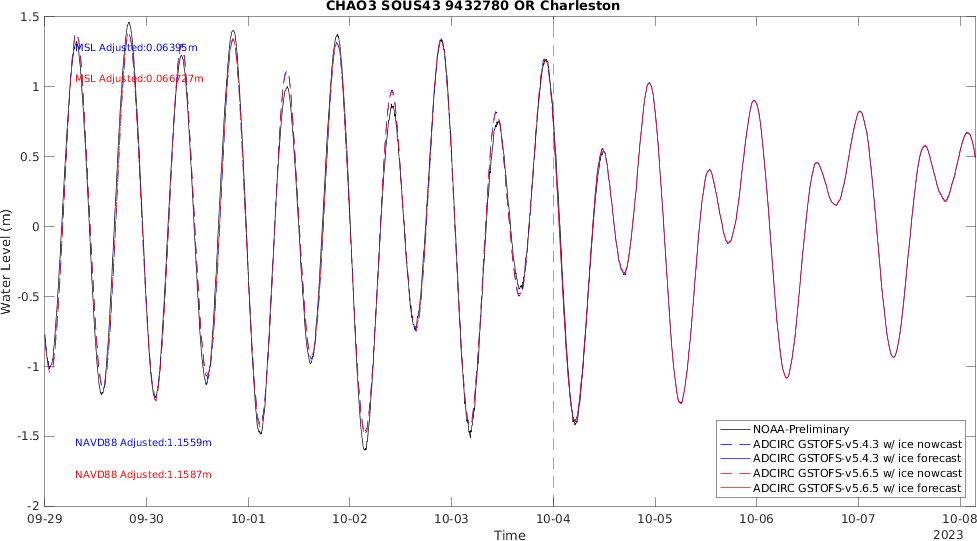 CHAO3 SOUS43 9432780 OR Charleston
1.5
1
0.5
0
-0.5
-1
-1.5
-2
Water Level (m)
MSL Adjusted:0.06395m
MSL Adjusted:0.066727m
NAVD88 Adjusted:1.1559m
NAVD88 Adjusted:1.1587m
NOAA-Preliminary
ADCIRC GSTOFS-v5.4.3 w/ ice nowcast
ADCIRC GSTOFS-v5.4.3 w/ ice forecast
ADCIRC GSTOFS-v5.6.5 w/ ice nowcast
ADCIRC GSTOFS-v5.6.5 w/ ice forecast
09-29 09-30 10-01 10-02 10-03 10-04 10-05 10-06 10-07 10-08
Time
2023